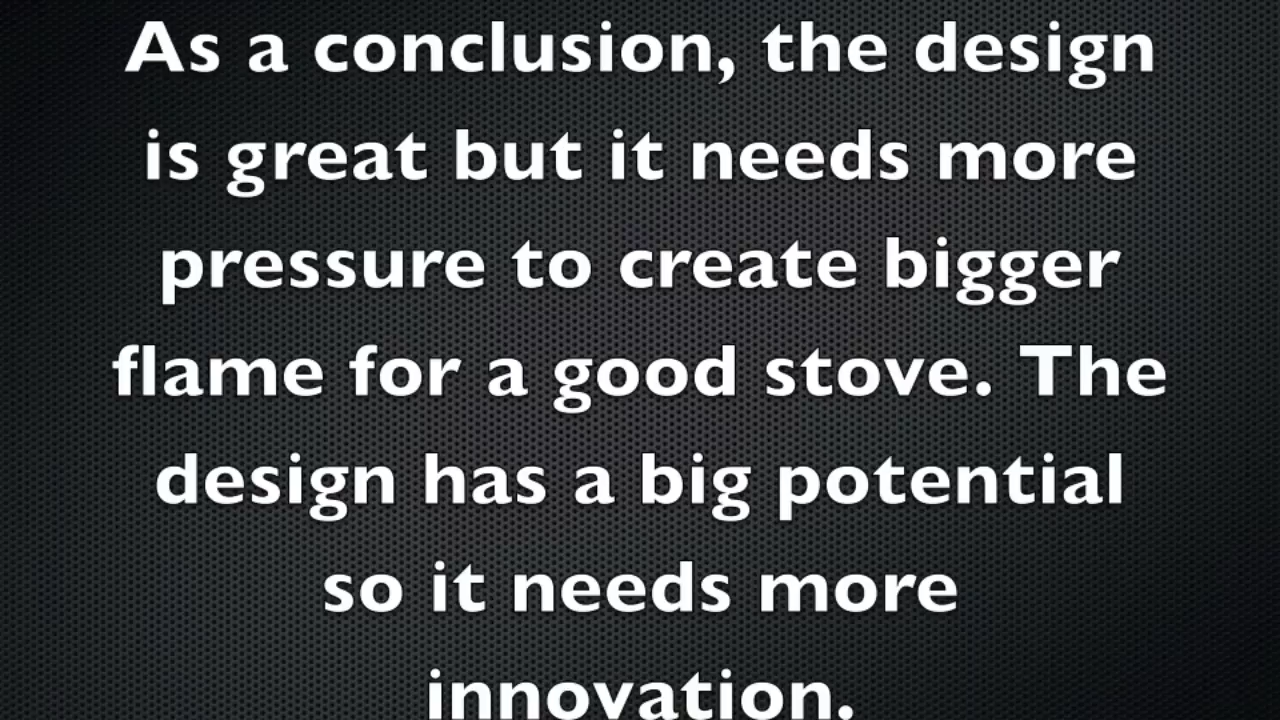 As a conclusion, the design
is great but it needs more
pressure to create bigger
flame for a good stove. The
design has a big potential
so it needs more
innovation.